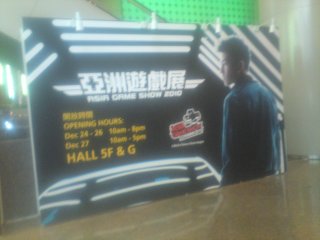 亞洲遊戲展
ASIA GAME SHOW 2010
開放時間
OPENING HOURS:
Dec 24 - 26 10am - 8pm
Dec 27 10am - 5pm
HALL 5F & G